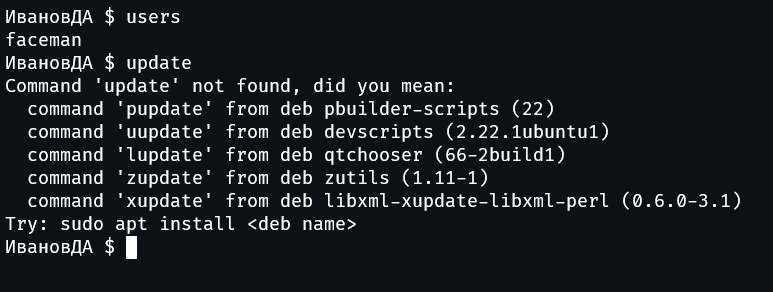 ИвановДА $ users
faceman
ИвановДА $ update
Command 'update' not found, did you mean:
  command 'pupdate' from deb pbuilder-scripts (22)
  command 'uupdate' from deb devscripts (2.22.1ubuntu1)
  command 'lupdate' from deb qtchooser (66-2build1)
  command 'zupdate' from deb zutils (1.11-1)
  command 'xupdate' from deb libxml-xupdate-libxml-perl (0.6.0-3.1)
Try: sudo apt install <deb name>
ИвановДА $